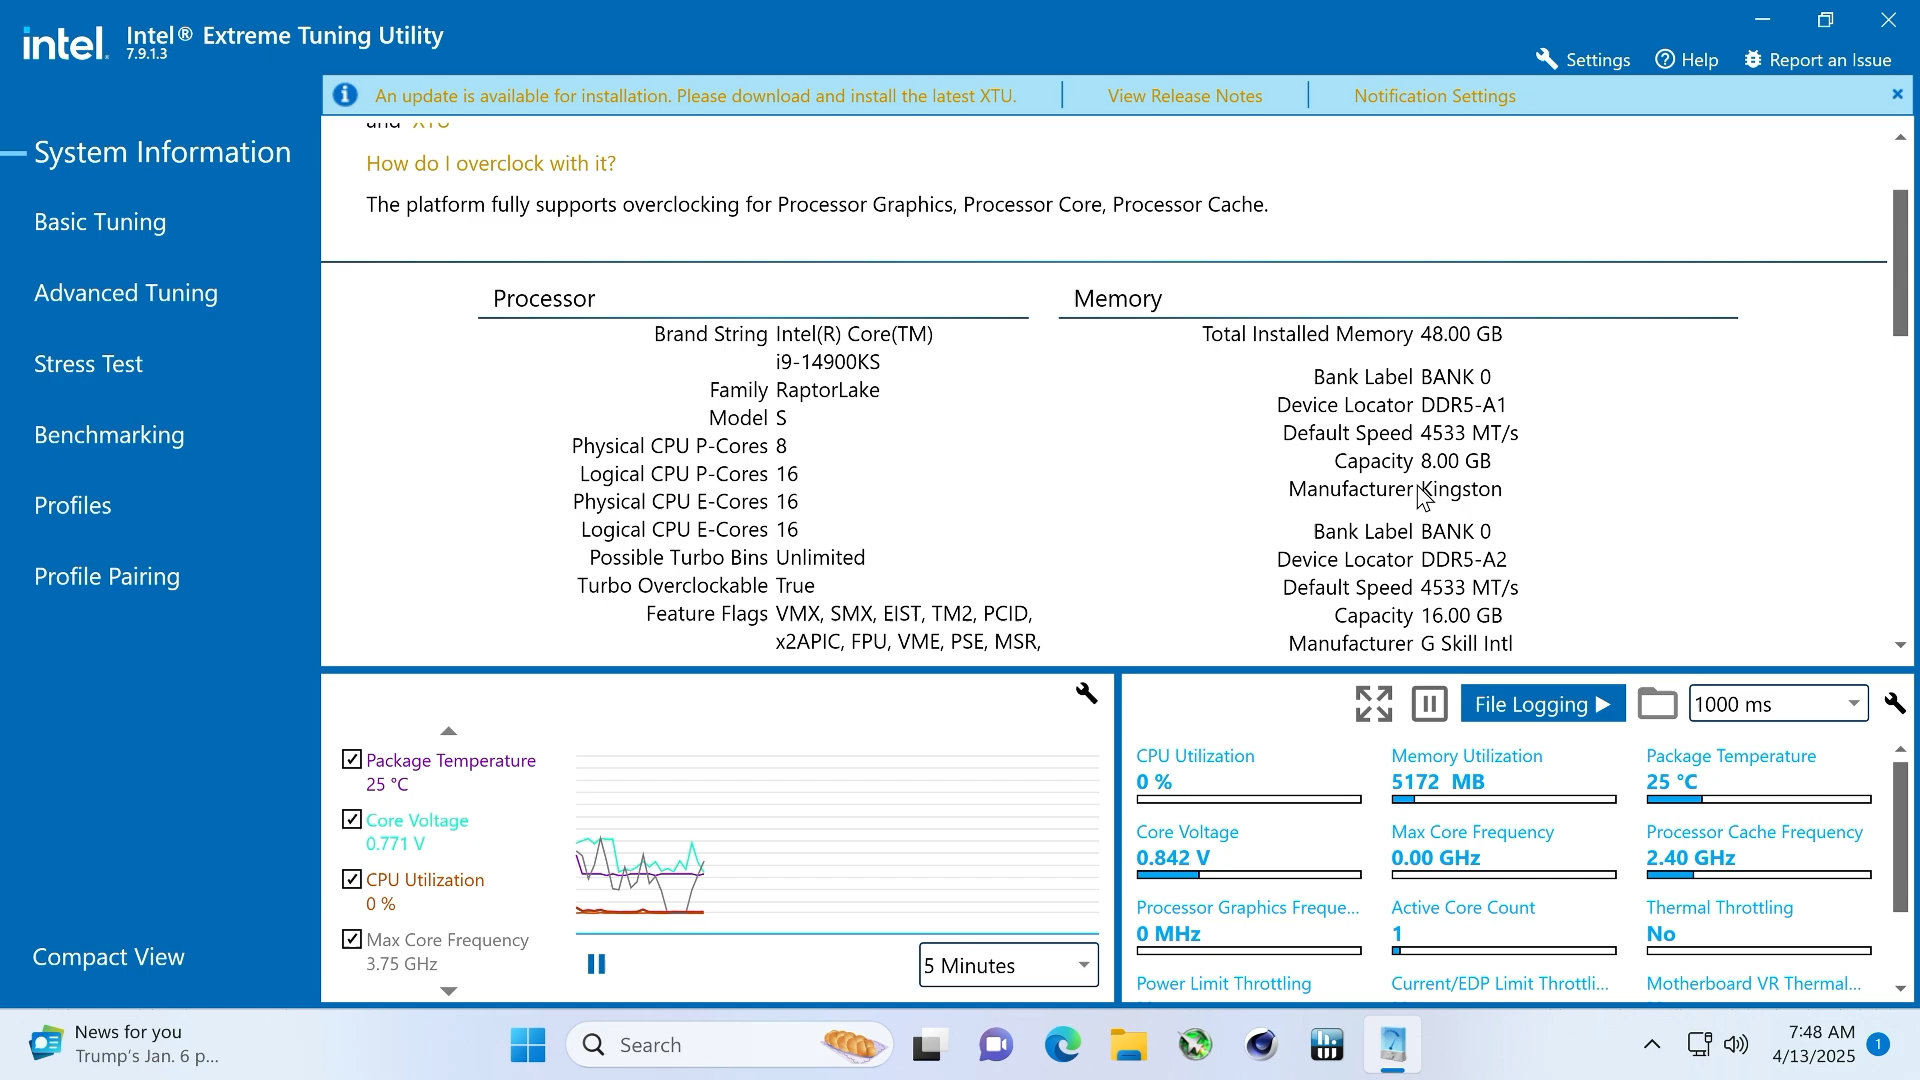 intel.
Intel® Extreme Tuning Utility
7.9.1.3
Settings
Help
Report an Issue
An update is available for installation. Please download and install the latest XTU.
View Release Notes
Notification Settings
System Information
Basic Tuning
Advanced Tuning
Stress Test
Benchmarking
Profiles
Profile Pairing
Compact View
and XTU
How do I overclock with it?
The platform fully supports overclocking for Processor Graphics, Processor Core, Processor Cache.
Processor
Brand String Intel(R) Core(TM)
i9-14900KS
Family RaptorLake
Model S
Physical CPU P-Cores 8
Logical CPU P-Cores 16
Physical CPU E-Cores 16
Logical CPU E-Cores 16
Possible Turbo Bins Unlimited
Turbo Overclockable True
Feature Flags VMX, SMX, EIST, TM2, PCID,
x2APIC, FPU, VME, PSE, MSR,
Memory
Total Installed Memory 48.00 GB
Bank Label BANK 0
Device Locator DDR5-A1
Default Speed 4533 MT/s
Capacity 8.00 GB
Manufacturer Kingston
Bank Label BANK 0
Device Locator DDR5-A2
Default Speed 4533 MT/s
Capacity 16.00 GB
Manufacturer G Skill Intl
Package Temperature
25 °C
Core Voltage
0.771 V
CPU Utilization
0 %
Max Core Frequency
3.75 GHz
5 Minutes
File Logging
1000 ms
CPU Utilization
0 %
Memory Utilization
5172 MB
Package Temperature
25 °C
Core Voltage
0.842 V
Max Core Frequency
0.00 GHz
Processor Cache Frequency
2.40 GHz
Processor Graphics Freque...
0 MHz
Active Core Count
1
Thermal Throttling
No
Power Limit Throttling
Current/EDP Limit Throttli...
Motherboard VR Thermal...
News for you
Trump's Jan. 6 p...
Search
7:48 AM
4/13/2025
1